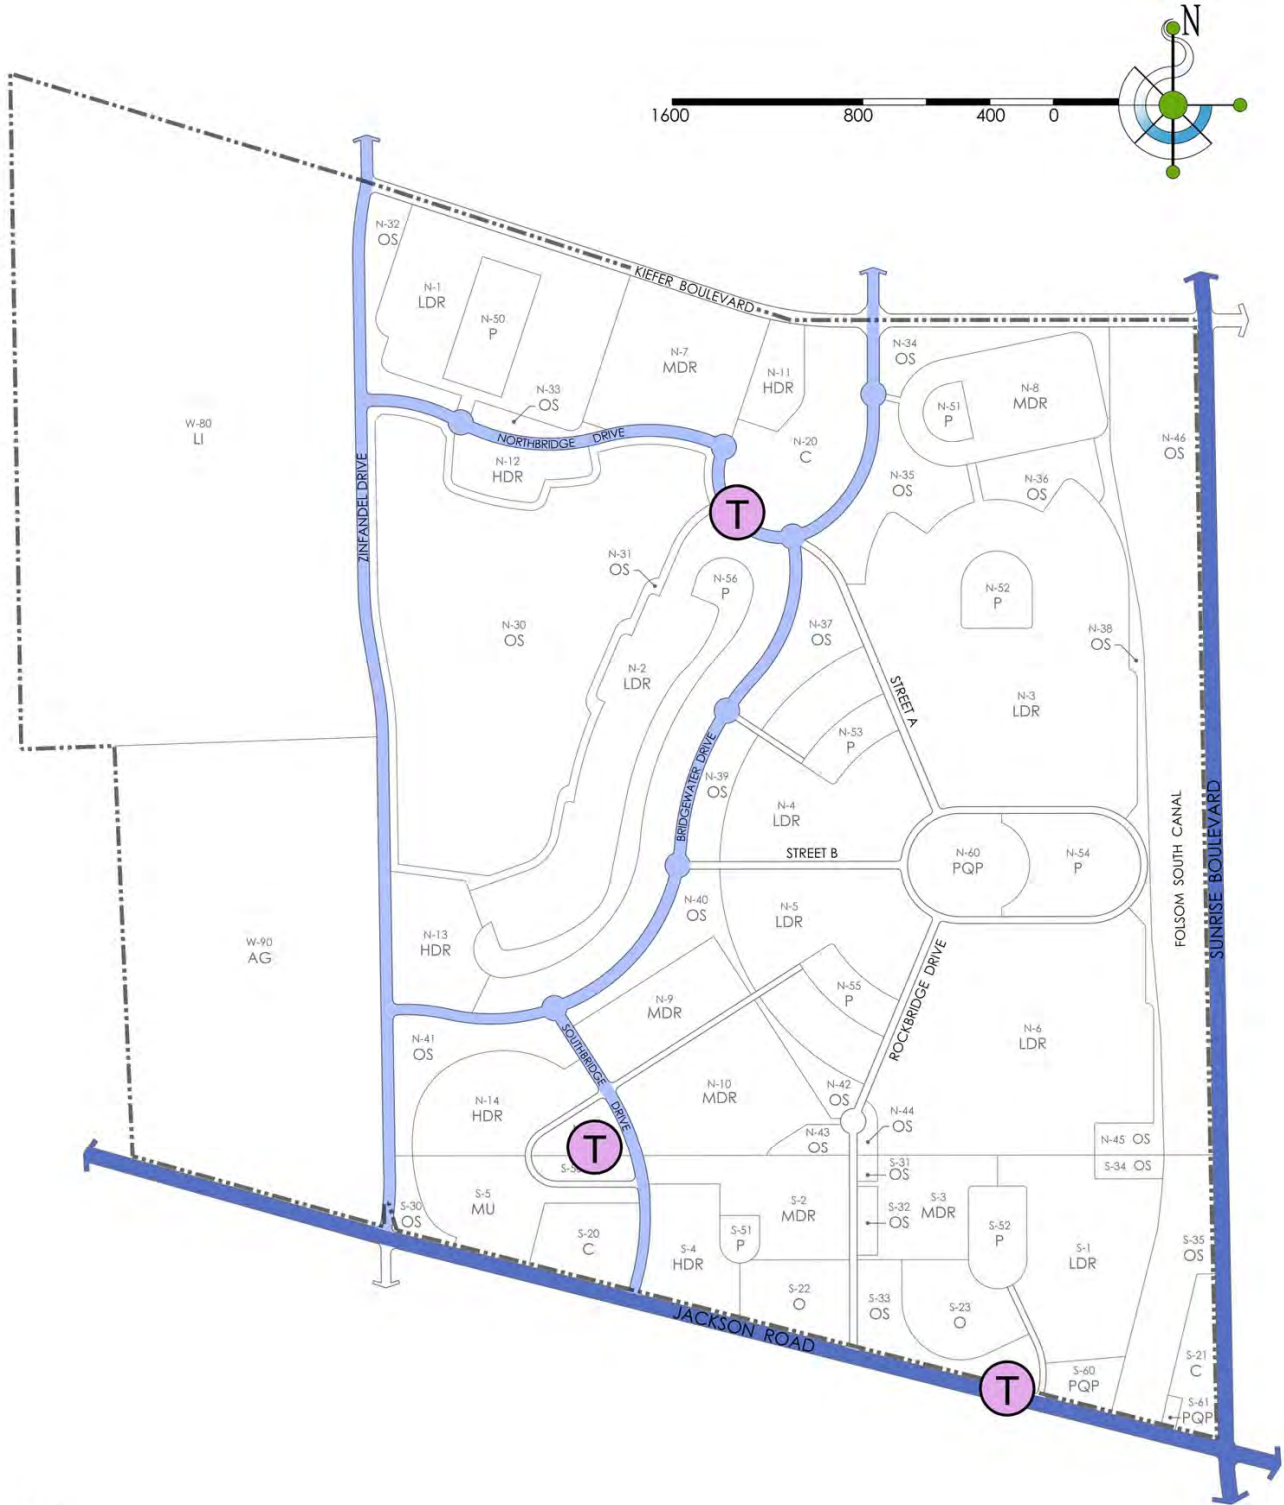 N
1600 800 400 0
N-32
OS
N-1
LDR
N-50
P
KIEFER BOULEVARD
N-7
MDR
N-11
HDR
N-34
OS
N-8
MDR
N-51
P
N-33
OS
W-80
LI
NORTHBRIDGE DRIVE
N-20
C
N-46
OS
N-12
HDR
N-35
OS
N-36
OS
ZINFANDEL DRIVE
T
N-31
OS
N-56
P
N-52
P
N-30
OS
N-37
OS
N-38
OS
N-2
LDR
STREET A
N-3
LDR
N-53
P
BRIDGEWATER DRIVE
N-39
OS
N-4
LDR
STREET B
N-60
PQP
N-54
P
FOLSOM SOUTH CANAL
SUNRISE BOULEVARD
N-40
OS
N-5
LDR
W-90
AG
N-13
HDR
N-9
MDR
N-55
P
ROCKBRIDGE DRIVE
N-6
LDR
N-41
OS
SOUTHBRIDGE DRIVE
N-14
HDR
N-10
MDR
N-42
OS
N-44
OS
N-43
OS
N-45 OS
T
S-34 OS
S-31
OS
S-5
MU
S-30
OS
S-2
MDR
S-32
OS
S-3
MDR
S-20
C
S-4
HDR
S-51
P
S-52
P
S-1
LDR
S-35
OS
S-22
O
S-33
OS
S-23
O
JACKSON ROAD
T
S-60
PQP
S-21
C
S-61
PQP